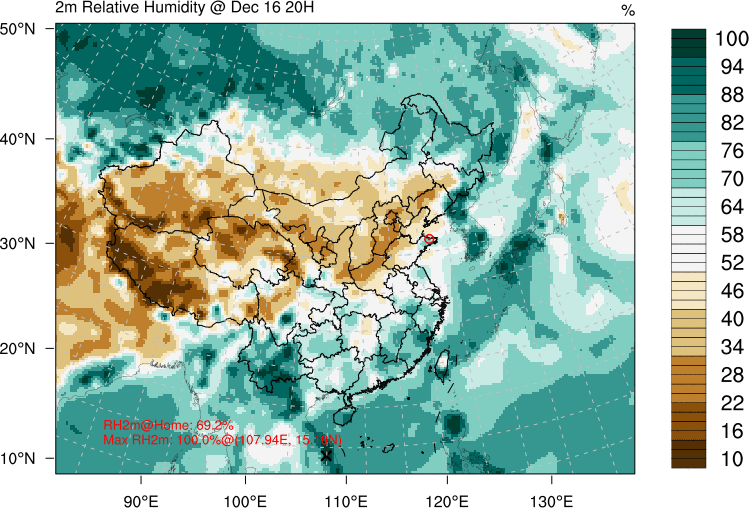 2m Relative Humidity @ Dec 16 20H
%
50°N
40°N
30°N
20°N
10°N
90°E
100°E
110°E
120°E
130°E
100
94
88
82
76
70
64
58
52
46
40
34
28
22
16
10
RH2m@Home: 69.2%
Max RH2m: 100.0%@(107.94E, 15. N)